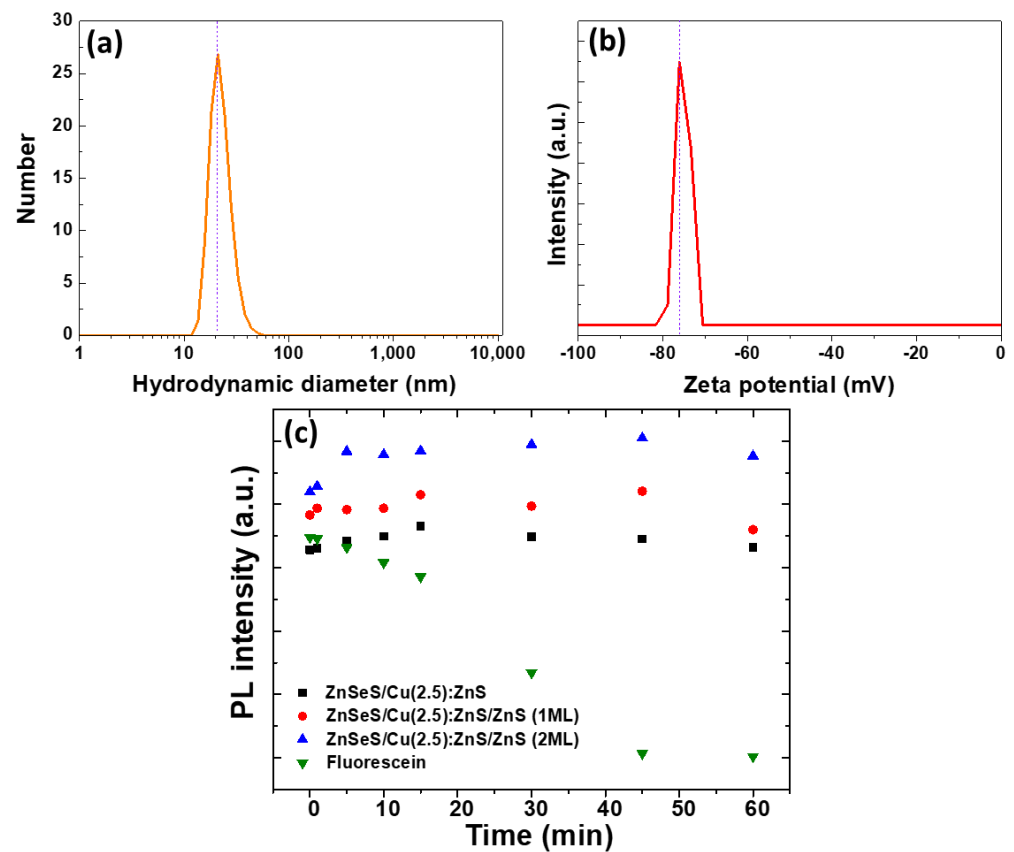 (a)
30
25
20
15
10
5
0
Number
1 10 100 1,000 10,000
Hydrodynamic diameter (nm)
(b)
Intensity (a.u.)
-100 -80 -60 -40 -20 0
Zeta potential (mV)
(c)
PL intensity (a.u.)
ZnSeS/Cu(2.5):ZnS
ZnSeS/Cu(2.5):ZnS/ZnS (1ML)
ZnSeS/Cu(2.5):ZnS/ZnS (2ML)
Fluorescein
0 10 20 30 40 50 60
Time (min)